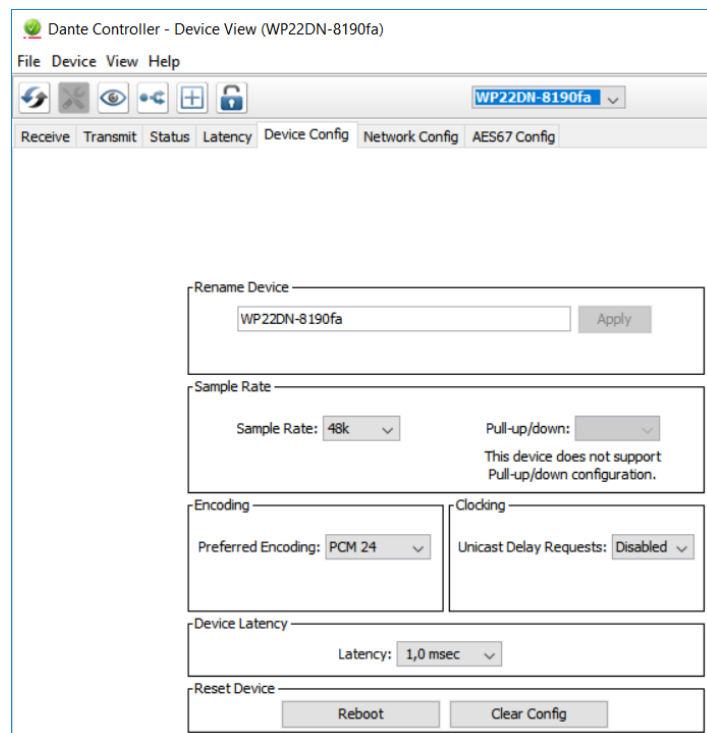 Dante Controller - Device View (WP22DN-8190fa)
File Device View Help
WP22DN-8190fa
Receive Transmit Status Latency Device Config Network Config AES67 Config
Rename Device
WP22DN-8190fa Apply
Sample Rate
Sample Rate: 48k Pull-up/down:
This device does not support
Pull-up/down configuration.
Encoding Clocking
Preferred Encoding: PCM 24 Unicast Delay Requests: Disabled
Device Latency
Latency: 1,0 msec
Reset Device
Reboot Clear Config